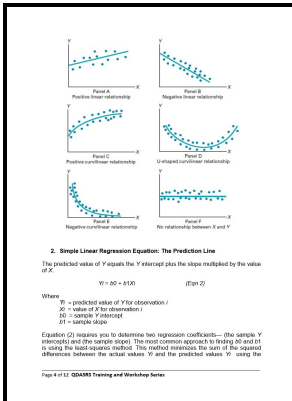 Y
Y
X
X
Panel A
Positive linear relationship
Panel B
Negative linear relationship
Y
Y
X
X
Panel C
Positive curvilinear relationship
Panel D
U-shaped curvilinear relationship
Y
Y
X
X
Panel E
Negative curvilinear relationship
Panel F
No relationship between X and Y
2. Simple Linear Regression Equation: The Prediction Line
The predicted value of Y equals the Y intercept plus the slope multiplied by the value
of X.
Yi = b0 + b1Xi (Eqn 2)
Where
Yi = predicted value of Y for observation i
Xi = value of X for observation i
b0 = sample Y intercept
b1 = sample slope
Equation (2) requires you to determine two regression coefficients— (the sample Y
intercepts) and (the sample slope). The most common approach to finding b0 and b1
is using the least-squares method. This method minimizes the sum of the squared
differences between the actual values Yi and the predicted values Yi using the
Page 4 of 12 QDASRS Training and Workshop Series